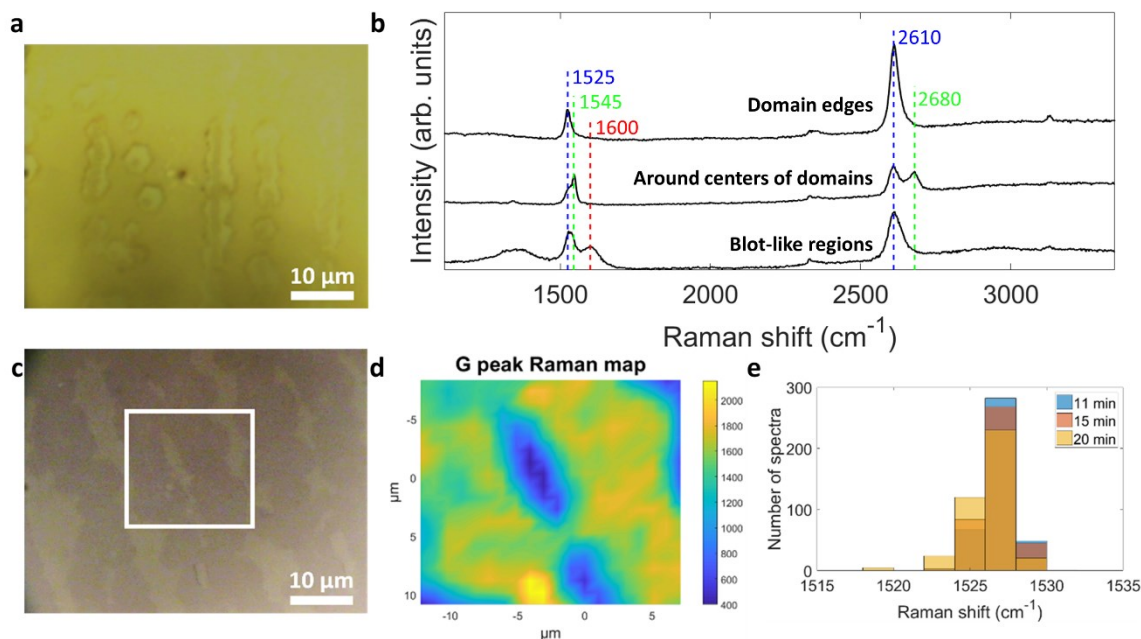 a
10 μm
b
Intensity (arb. units)
1525
1545
1600
2610
2680
Domain edges
Around centers of domains
Blot-like regions
1500
2000
2500
3000
Raman shift (cm⁻¹)
c
10 μm
d
G peak Raman map
-5
0
5
10
μm
-10
-5
0
5
μm
2000
1800
1600
1400
1200
1000
800
600
400
e
Number of spectra
300
200
100
0
11 min
15 min
20 min
1515
1520
1525
1530
1535
Raman shift (cm⁻¹)